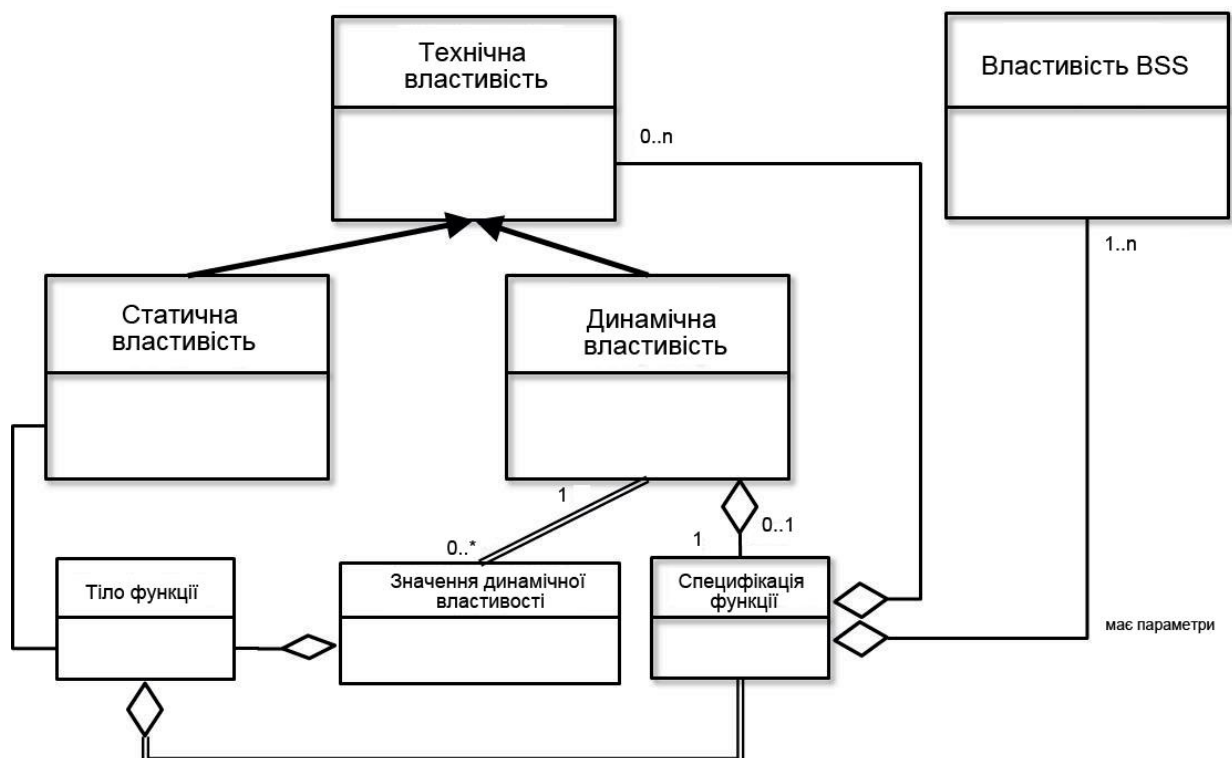 Технічна
властивість
Властивість BSS
0..n
1..n
Статична
властивість
Динамічна
властивість
1
0..*
0..1
1
Тіло функції
Значення динамічної
властивості
Специфікація
функції
має параметри